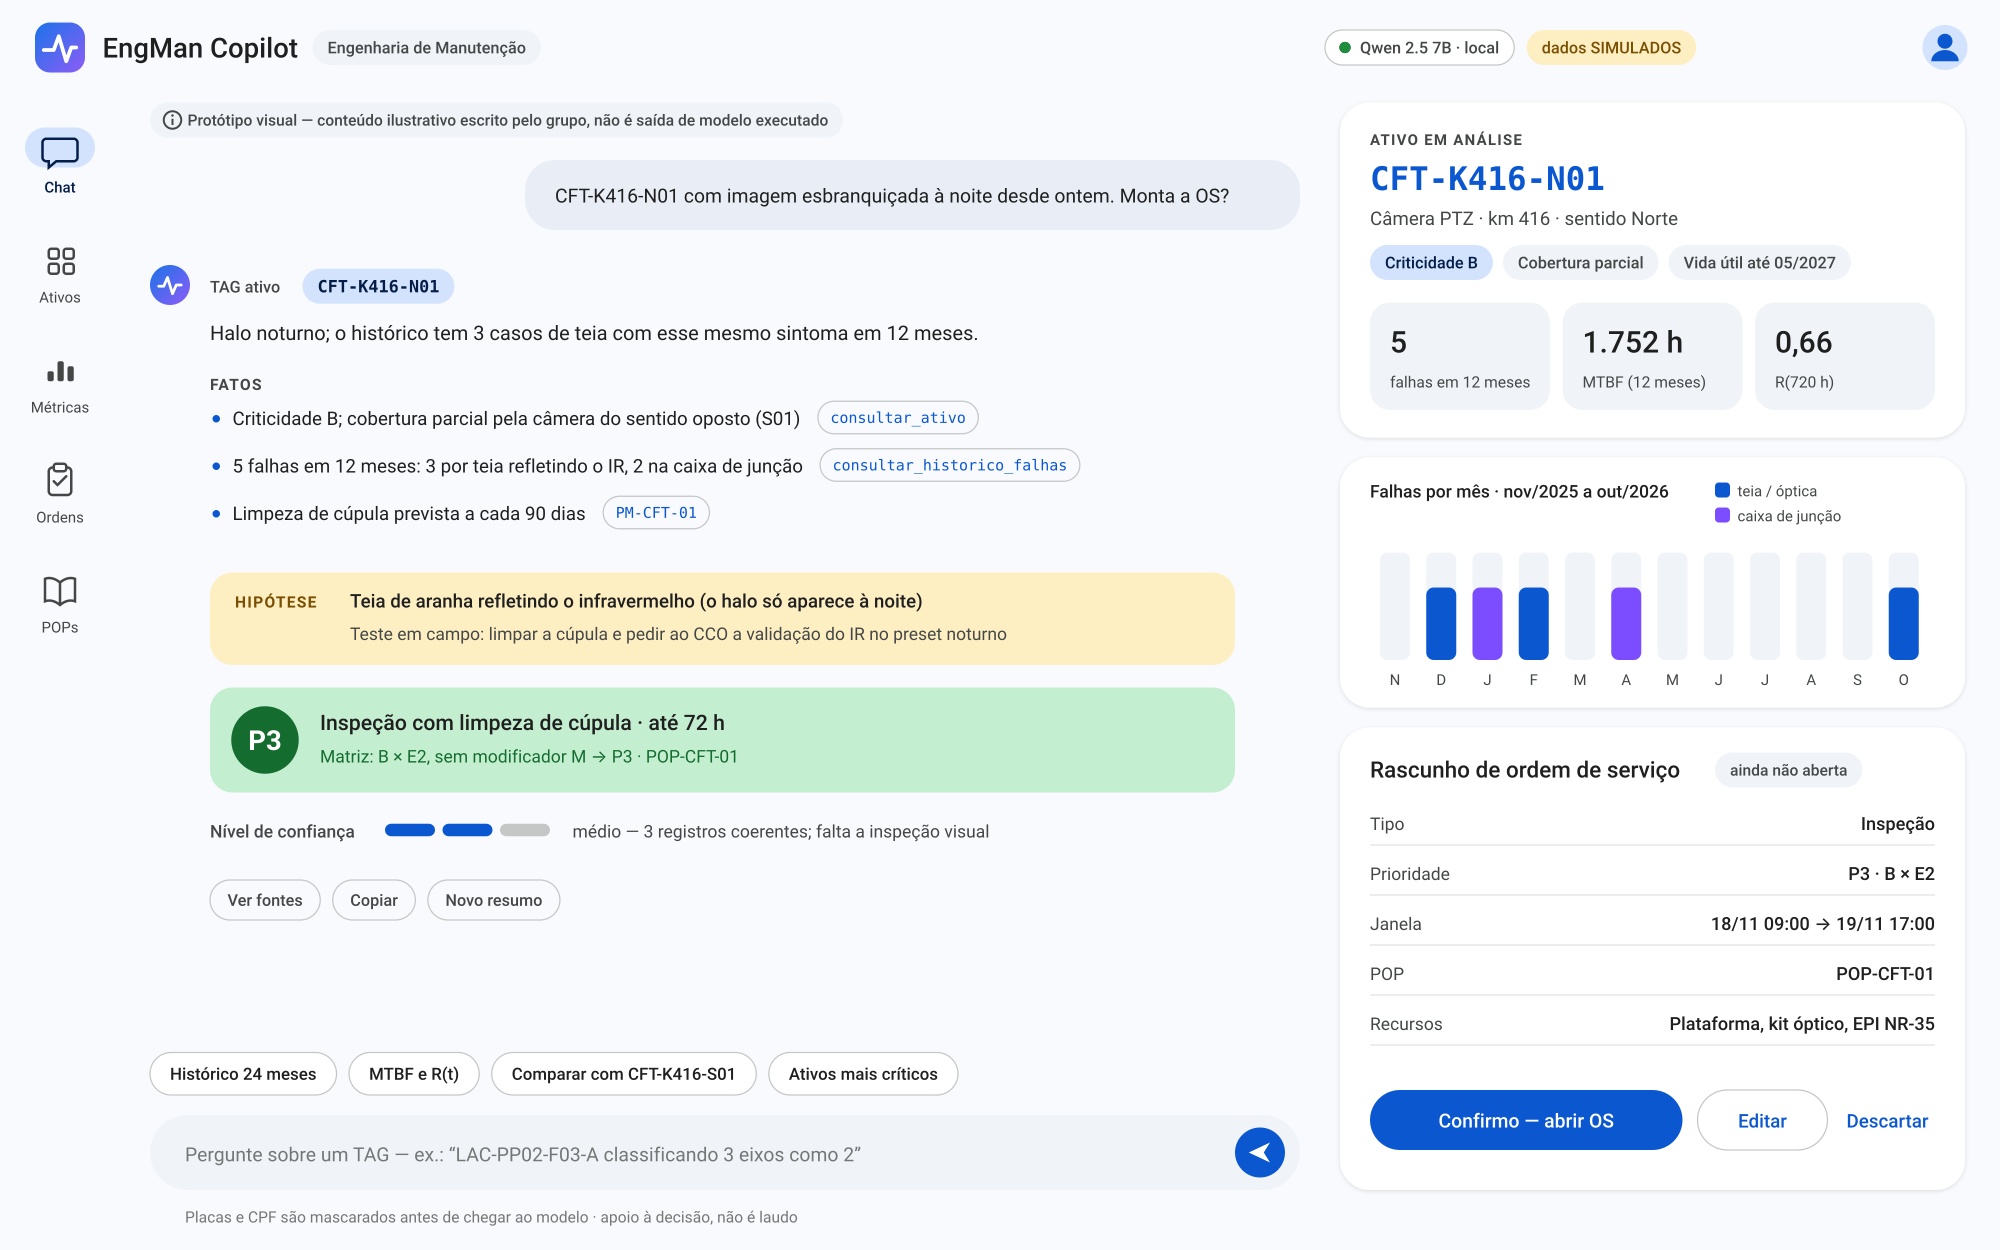 EngMan Copilot
Engenharia de Manutenção
Qwen 2.5 7B · local
dados SIMULADOS
Chat
Ativos
Métricas
Ordens
POPs
Protótipo visual — conteúdo ilustrativo escrito pelo grupo, não é saída de modelo executado
CFT-K416-N01 com imagem esbranquiçada à noite desde ontem. Monta a OS?
TAG ativo
CFT-K416-N01
Halo noturno; o histórico tem 3 casos de teia com esse mesmo sintoma em 12 meses.
FATOS
• Criticidade B; cobertura parcial pela câmera do sentido oposto (S01) consultar_ativo
• 5 falhas em 12 meses: 3 por teia refletindo o IR, 2 na caixa de junção consultar_historico_falhas
• Limpeza de cúpula prevista a cada 90 dias PM-CFT-01
HIPÓTESE
Teia de aranha refletindo o infravermelho (o halo só aparece à noite)
Teste em campo: limpar a cúpula e pedir ao CCO a validação do IR no preset noturno
P3
Inspeção com limpeza de cúpula · até 72 h
Matriz: B × E2, sem modificador M → P3 · POP-CFT-01
Nível de confiança
médio — 3 registros coerentes; falta a inspeção visual
Ver fontes
Copiar
Novo resumo
Histórico 24 meses
MTBF e R(t)
Comparar com CFT-K416-S01
Ativos mais críticos
Pergunte sobre um TAG — ex.: “LAC-PP02-F03-A classificando 3 eixos como 2”
Placas e CPF são mascarados antes de chegar ao modelo · apoio à decisão, não é laudo
ATIVO EM ANÁLISE
CFT-K416-N01
Câmera PTZ · km 416 · sentido Norte
Criticidade B
Cobertura parcial
Vida útil até 05/2027
5
falhas em 12 meses
1.752 h
MTBF (12 meses)
0,66
R(720 h)
Falhas por mês · nov/2025 a out/2026
teia / óptica
caixa de junção
N D J F M A M J J A S O
Rascunho de ordem de serviço
ainda não aberta
Tipo Inspeção
Prioridade P3 · B × E2
Janela 18/11 09:00 → 19/11 17:00
POP POP-CFT-01
Recursos Plataforma, kit óptico, EPI NR-35
Confirmo — abrir OS
Editar
Descartar